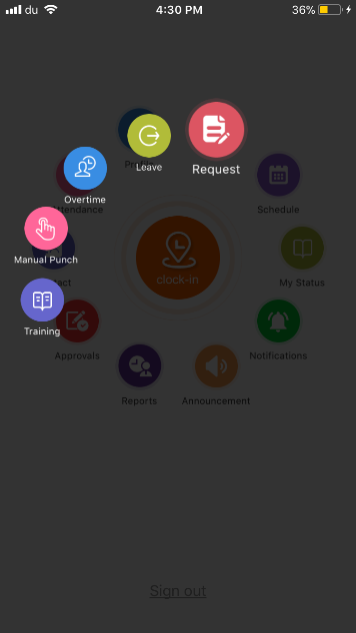 du
4:30 PM
36%
Leave
Request
Overtime
Schedule
Manual Punch
clock-in
My Status
Training
Approvals
Notifications
Reports
Announcement
Sign out